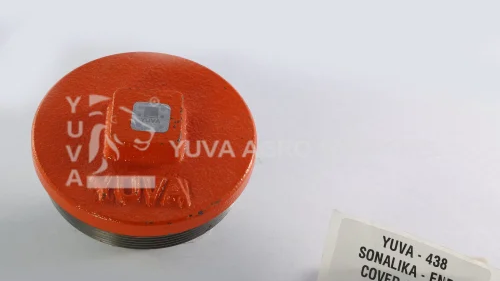 YUVA
YUVA AGRO
YUVA
YUVA - 438
SONALIKA - END
COVER